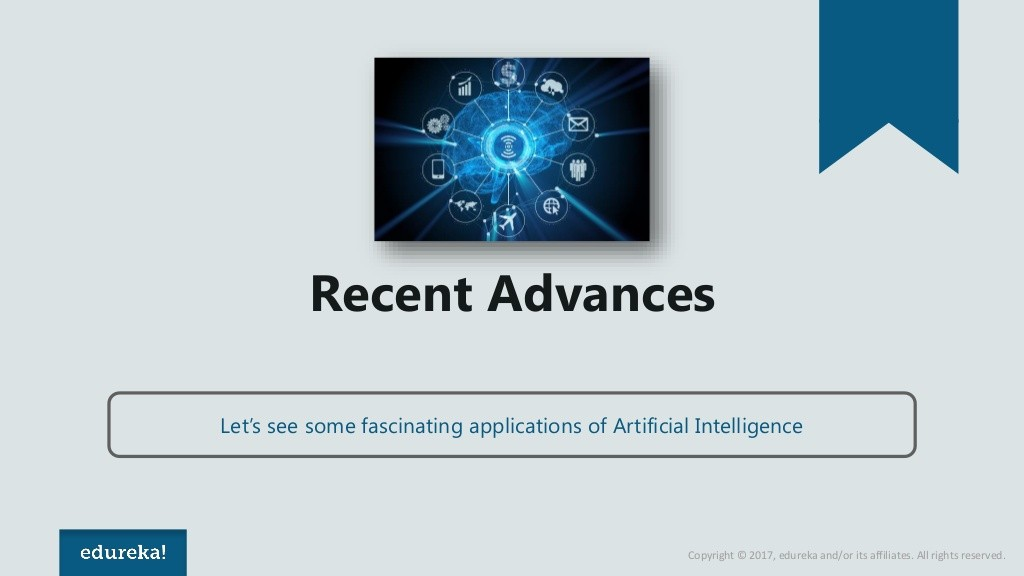 Recent Advances
Let’s see some fascinating applications of Artificial Intelligence
edureka!
Copyright © 2017, edureka and/or its affiliates. All rights reserved.